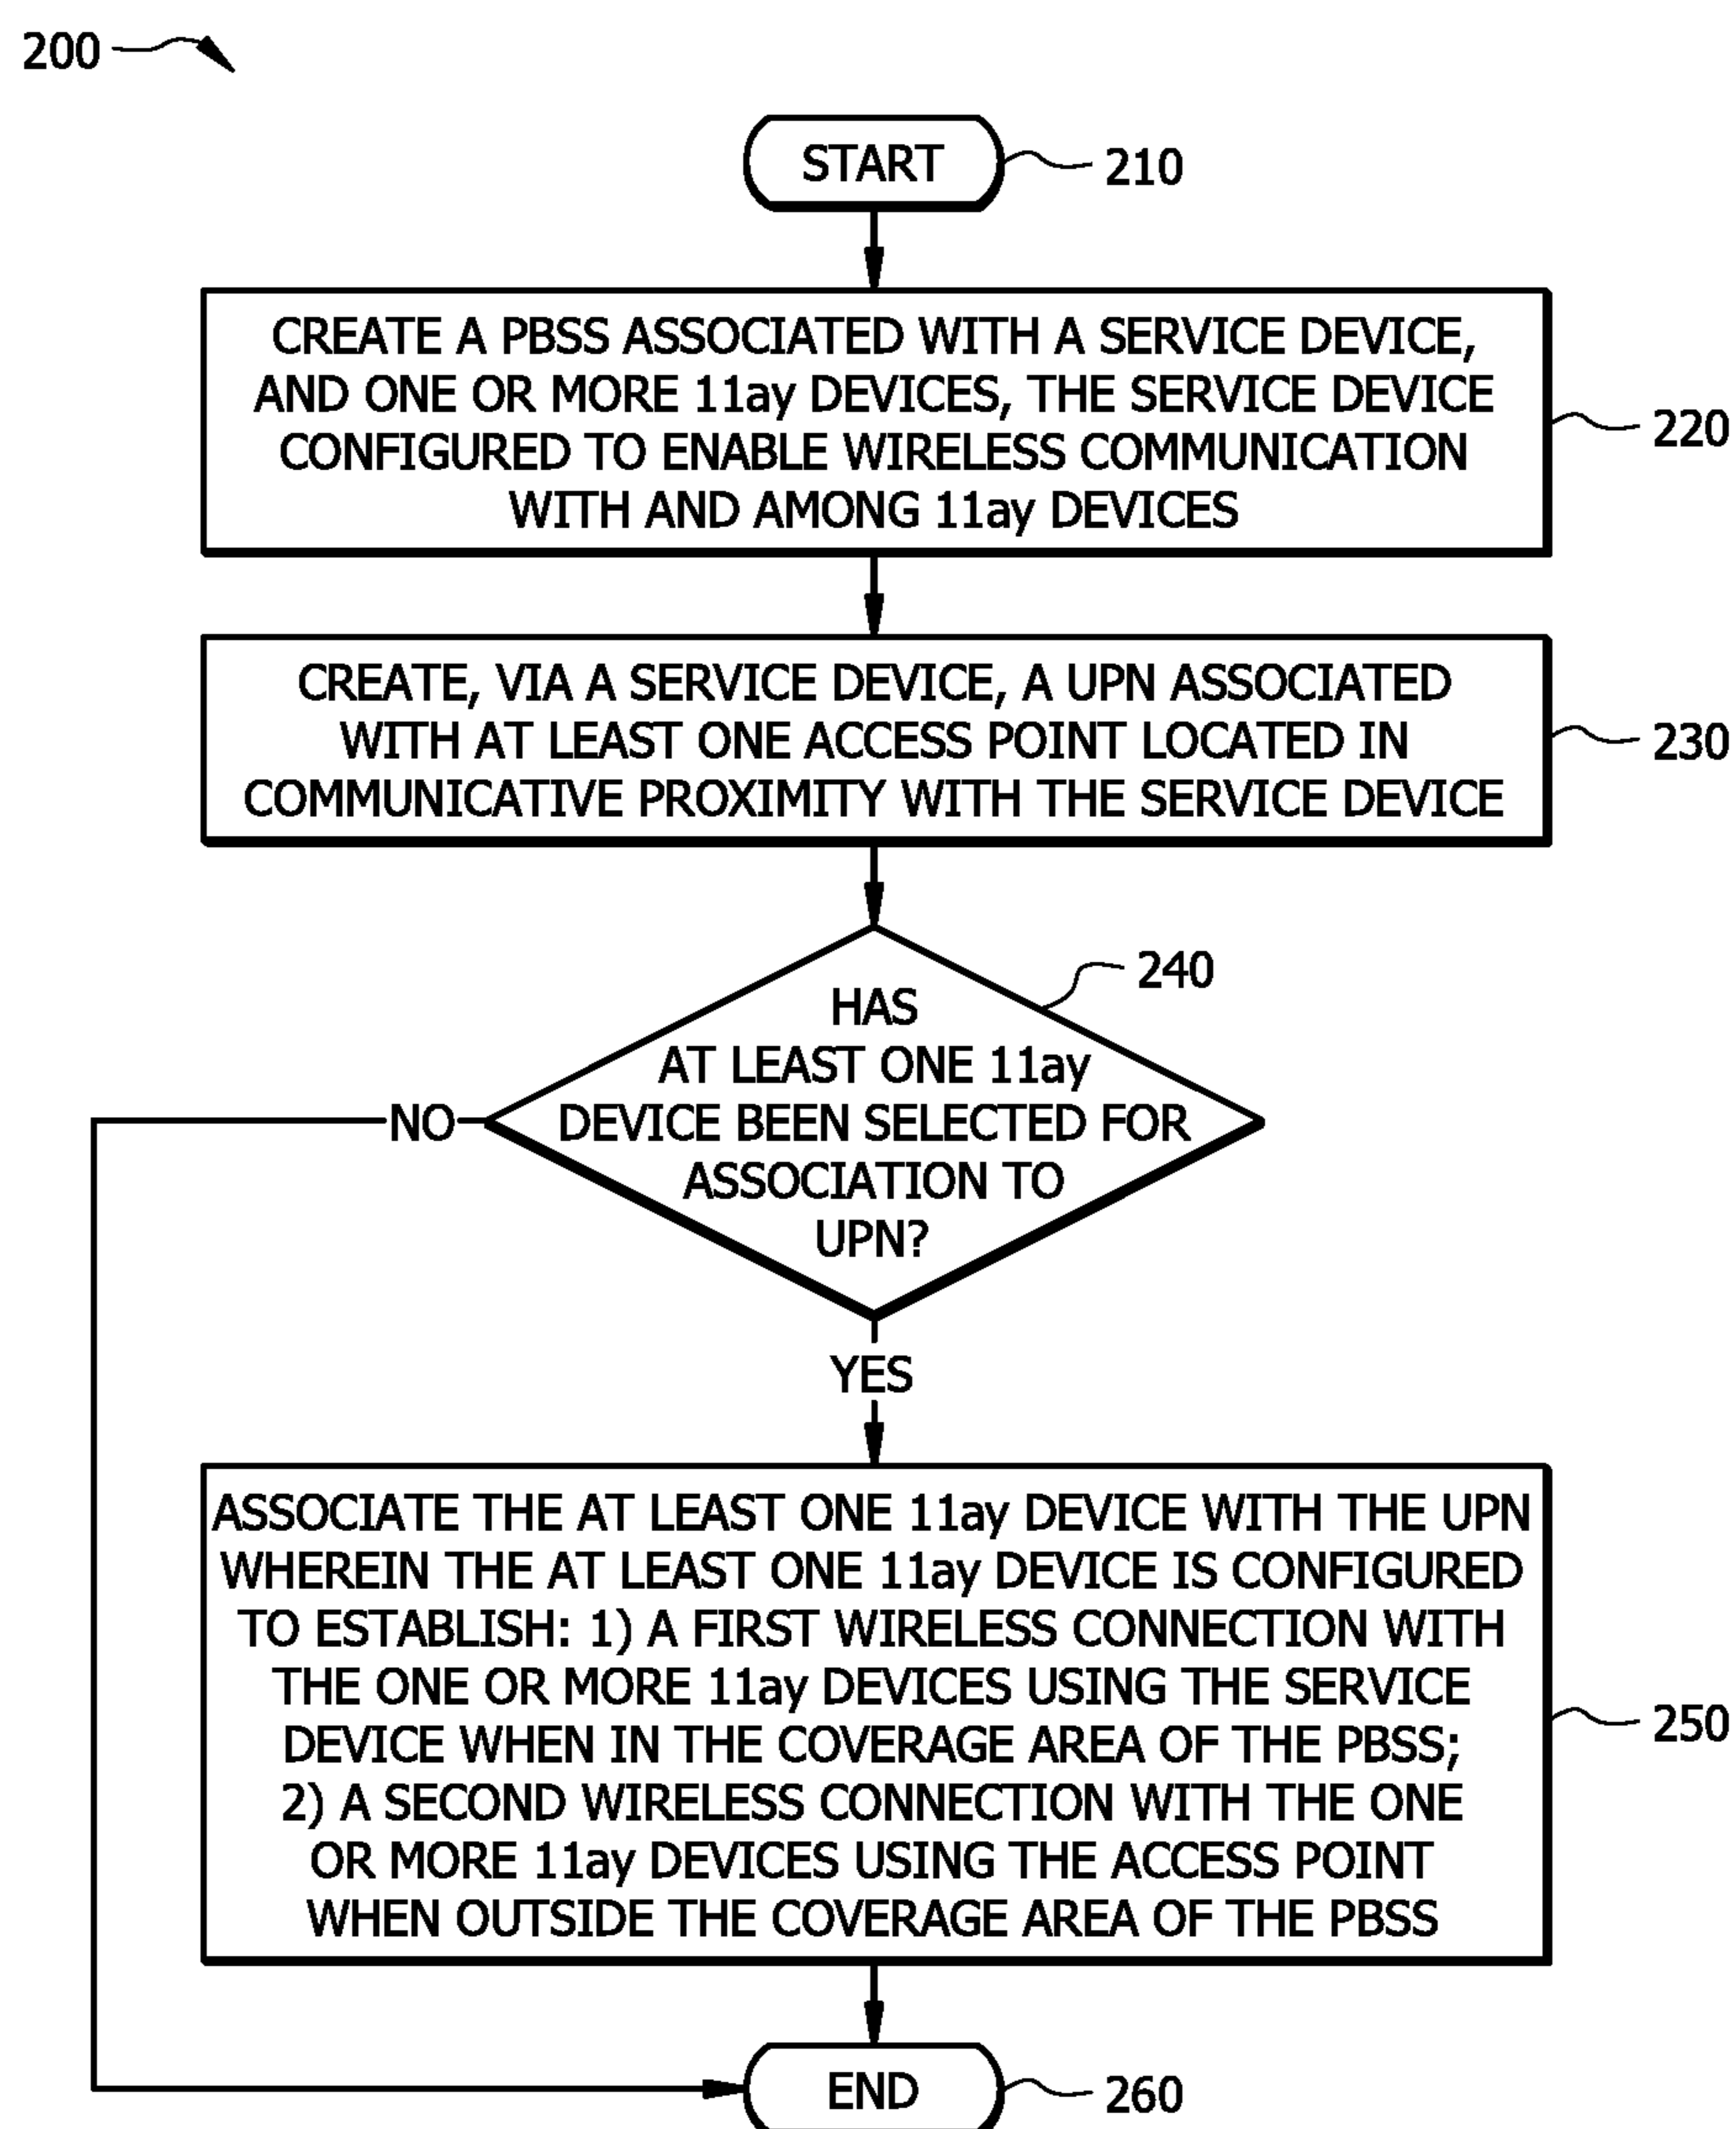 200
START
210
CREATE A PBSS ASSOCIATED WITH A SERVICE DEVICE,
AND ONE OR MORE 11ay DEVICES, THE SERVICE DEVICE
CONFIGURED TO ENABLE WIRELESS COMMUNICATION
WITH AND AMONG 11ay DEVICES
220
CREATE, VIA A SERVICE DEVICE, A UPN ASSOCIATED
WITH AT LEAST ONE ACCESS POINT LOCATED IN
COMMUNICATIVE PROXIMITY WITH THE SERVICE DEVICE
230
240
HAS
AT LEAST ONE 11ay
DEVICE BEEN SELECTED FOR
ASSOCIATION TO
UPN?
NO
YES
ASSOCIATE THE AT LEAST ONE 11ay DEVICE WITH THE UPN
WHEREIN THE AT LEAST ONE 11ay DEVICE IS CONFIGURED
TO ESTABLISH: 1) A FIRST WIRELESS CONNECTION WITH
THE ONE OR MORE 11ay DEVICES USING THE SERVICE
DEVICE WHEN IN THE COVERAGE AREA OF THE PBSS;
2) A SECOND WIRELESS CONNECTION WITH THE ONE
OR MORE 11ay DEVICES USING THE ACCESS POINT
WHEN OUTSIDE THE COVERAGE AREA OF THE PBSS
250
END
260